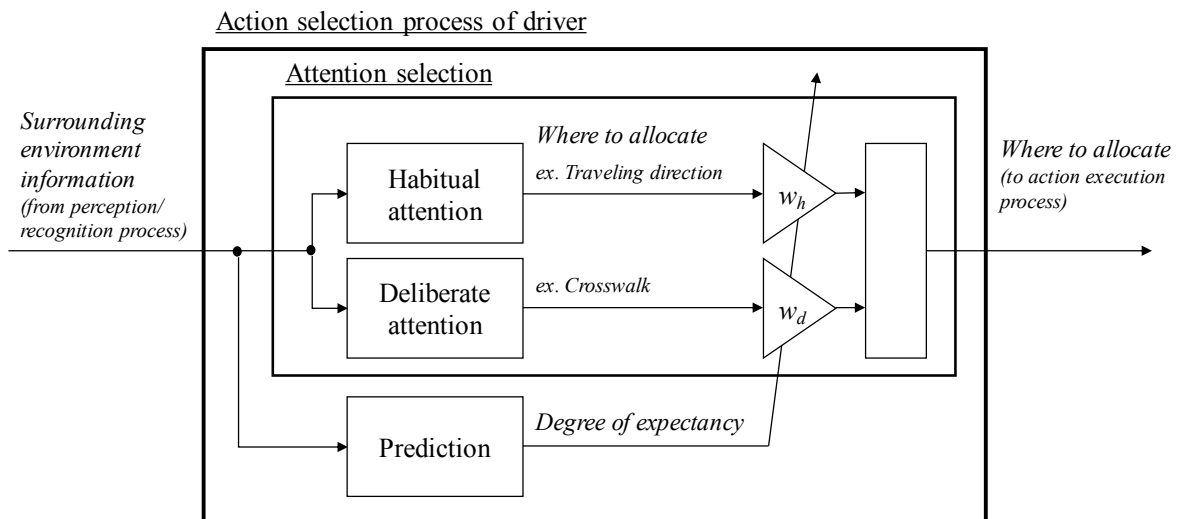 Action selection process of driver
Attention selection
Surrounding
environment
information
(from perception/
recognition process)
Habitual
attention
Where to allocate
ex. Traveling direction
w_h
Where to allocate
(to action execution
process)
Deliberate
attention
ex. Crosswalk
w_d
Prediction
Degree of expectancy